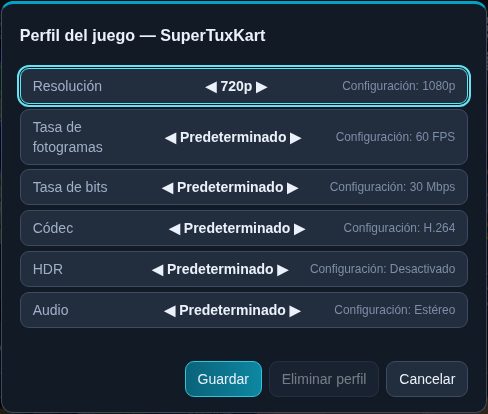 Perfil del juego — SuperTuxKart
Resolución ◀ 720p ▶ Configuración: 1080p
Tasa de
fotogramas ◀ Predeterminado ▶ Configuración: 60 FPS
Tasa de bits ◀ Predeterminado ▶ Configuración: 30 Mbps
Códec ◀ Predeterminado ▶ Configuración: H.264
HDR ◀ Predeterminado ▶ Configuración: Desactivado
Audio ◀ Predeterminado ▶ Configuración: Estéreo
Guardar Eliminar perfil Cancelar